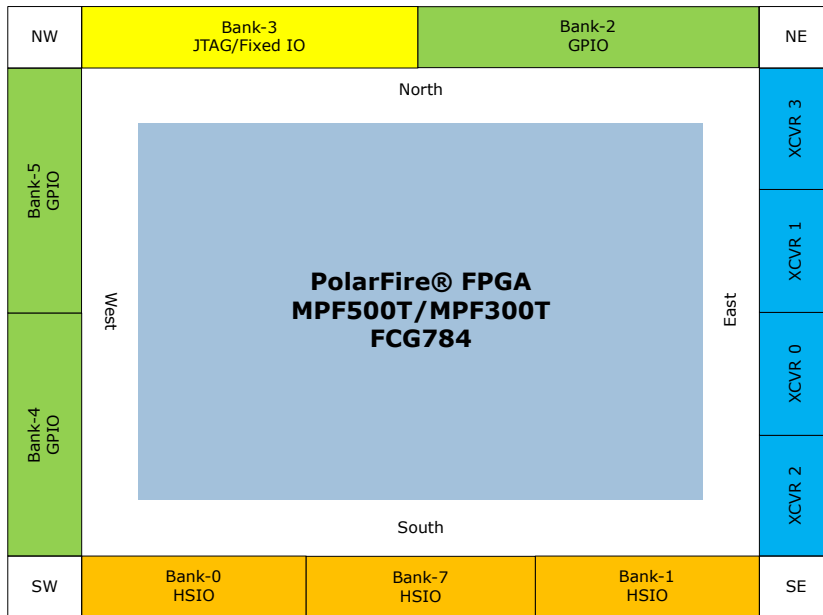 NW
Bank-3
JTAG/Fixed IO
Bank-2
GPIO
NE
North
Bank-5
GPIO
Bank-4
GPIO
West
PolarFire® FPGA
MPF500T/MPF300T
FCG784
East
XCVR 3
XCVR 1
XCVR 0
XCVR 2
South
SW
Bank-0
HSIO
Bank-7
HSIO
Bank-1
HSIO
SE